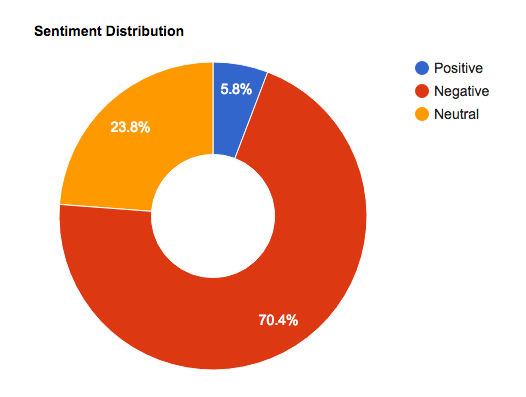 Sentiment Distribution
Positive
Negative
Neutral
5.8%
23.8%
70.4%